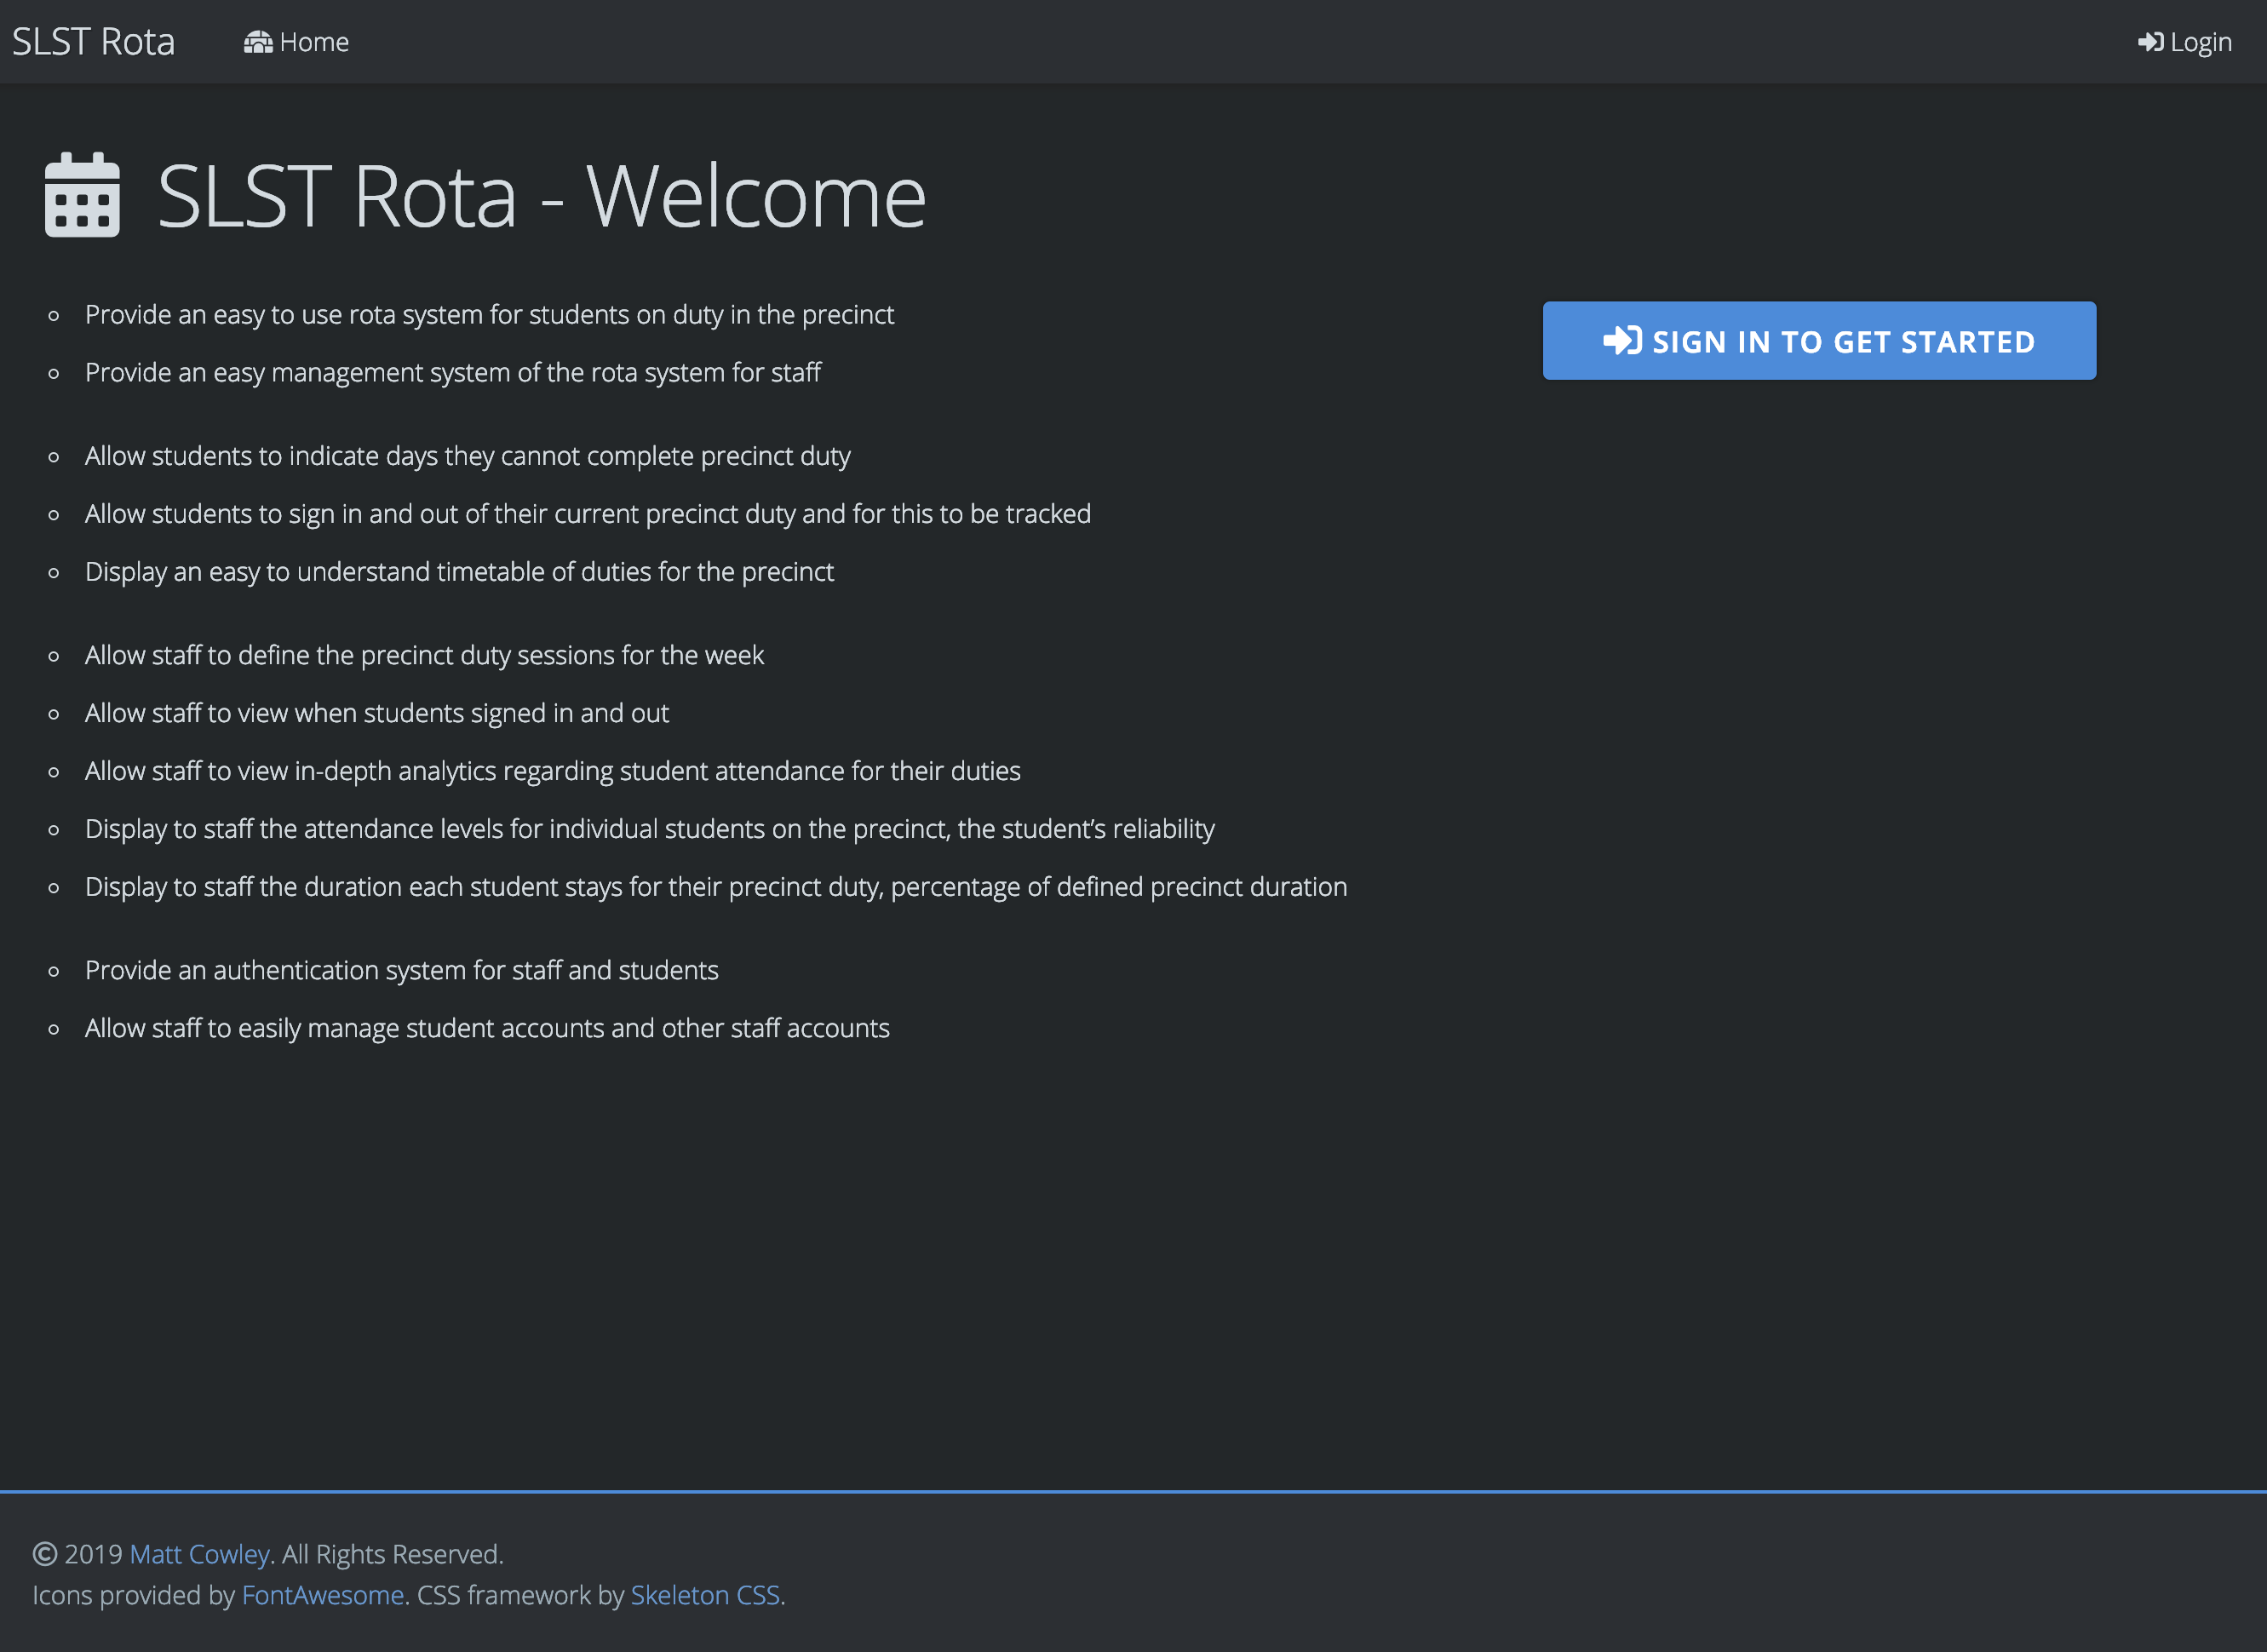 SLST Rota
Home
Login
SLST Rota - Welcome
Provide an easy to use rota system for students on duty in the precinct
Provide an easy management system of the rota system for staff
Allow students to indicate days they cannot complete precinct duty
Allow students to sign in and out of their current precinct duty and for this to be tracked
Display an easy to understand timetable of duties for the precinct
Allow staff to define the precinct duty sessions for the week
Allow staff to view when students signed in and out
Allow staff to view in-depth analytics regarding student attendance for their duties
Display to staff the attendance levels for individual students on the precinct, the student’s reliability
Display to staff the duration each student stays for their precinct duty, percentage of defined precinct duration
Provide an authentication system for staff and students
Allow staff to easily manage student accounts and other staff accounts
SIGN IN TO GET STARTED
© 2019 Matt Cowley. All Rights Reserved.
Icons provided by FontAwesome. CSS framework by Skeleton CSS.